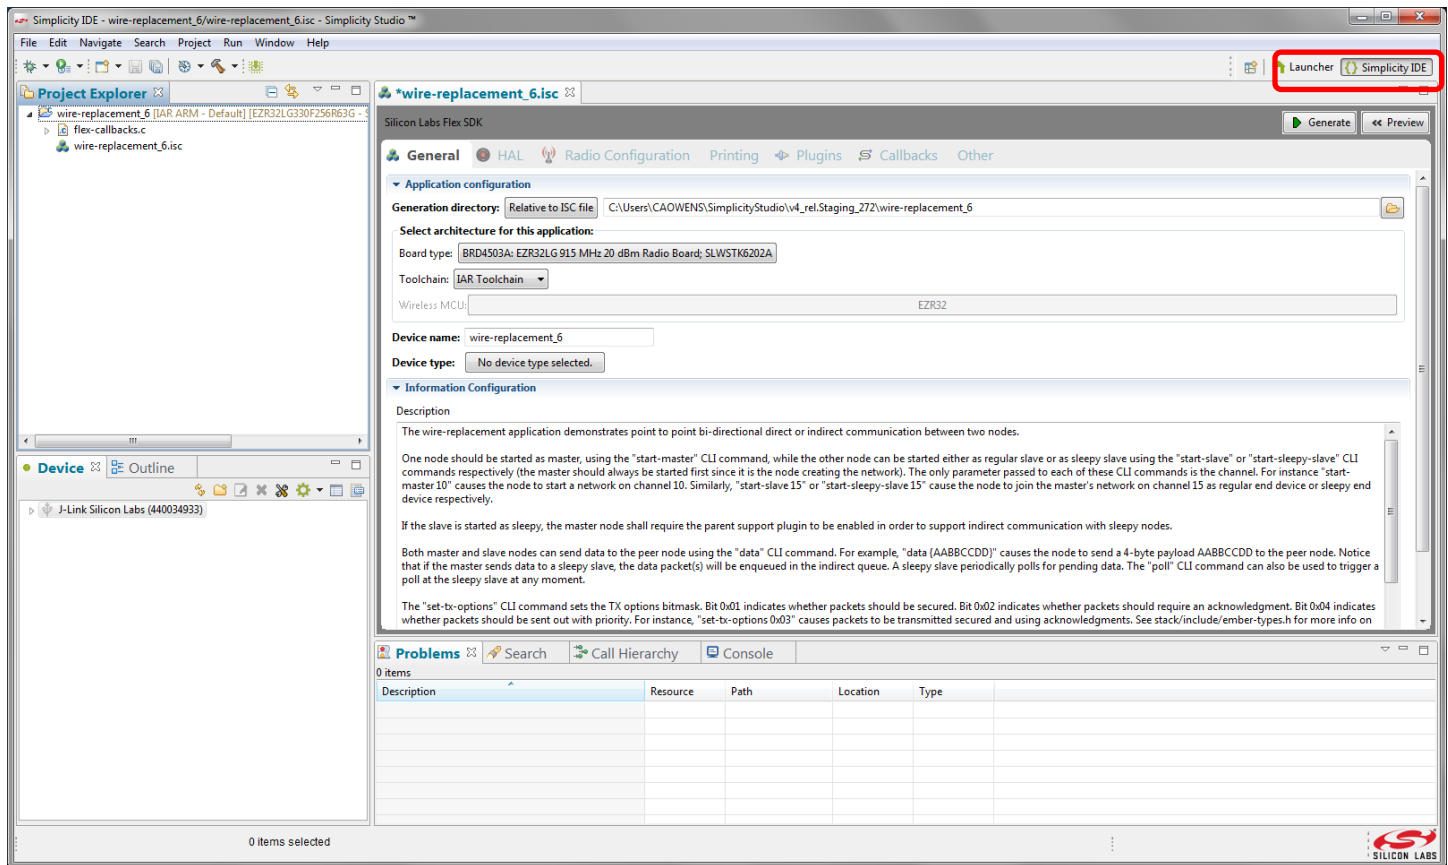 Simplicity IDE - wire-replacement_6/wire-replacement_6.isc - Simplicity Studio ™
File Edit Navigate Search Project Run Window Help
Launcher Simplicity IDE
Project Explorer
wire-replacement_6 [IAR ARM - Default] [EZR32LG330F256R63G - S
flex-callbacks.c
wire-replacement_6.isc
Device Outline
J-Link Silicon Labs (440034933)
*wire-replacement_6.isc
Silicon Labs Flex SDK
Generate Preview
General HAL Radio Configuration Printing Plugins Callbacks Other
Application configuration
Generation directory: Relative to ISC file C:\Users\CAOWENS\SimplicityStudio\v4_rel.Staging_272\wire-replacement_6
Select architecture for this application:
Board type: BRD4503A: EZR32LG 915 MHz 20 dBm Radio Board; SLWSTK6202A
Toolchain: IAR Toolchain
Wireless MCU: EZR32
Device name: wire-replacement_6
Device type: No device type selected.
Information Configuration
Description
The wire-replacement application demonstrates point to point bi-directional direct or indirect communication between two nodes.
One node should be started as master, using the "start-master" CLI command, while the other node can be started either as regular slave or as sleepy slave using the "start-slave" or "start-sleepy-slave" CLI
commands respectively (the master should always be started first since it is the node creating the network). The only parameter passed to each of these CLI commands is the channel. For instance "start-
master 10" causes the node to start a network on channel 10. Similarly, "start-slave 15" or "start-sleepy-slave 15" cause the node to join the master's network on channel 15 as regular end device or sleepy end
device respectively.
If the slave is started as sleepy, the master node shall require the parent support plugin to be enabled in order to support indirect communication with sleepy nodes.
Both master and slave nodes can send data to the peer node using the "data" CLI command. For example, "data {AABBCCDD}" causes the node to send a 4-byte payload AABBCCDD to the peer node. Notice
that if the master sends data to a sleepy slave, the data packet(s) will be enqueued in the indirect queue. A sleepy slave periodically polls for pending data. The "poll" CLI command can also be used to trigger a
poll at the sleepy slave at any moment.
The "set-tx-options" CLI command sets the TX options bitmask. Bit 0x01 indicates whether packets should be secured. Bit 0x02 indicates whether packets should require an acknowledgment. Bit 0x04 indicates
whether packets should be sent out with priority. For instance, "set-tx-options 0x03" causes packets to be transmitted secured and using acknowledgments. See stack/include/ember-types.h for more info on
Problems Search Call Hierarchy Console
0 items
Description Resource Path Location Type
0 items selected
SILICON LABS